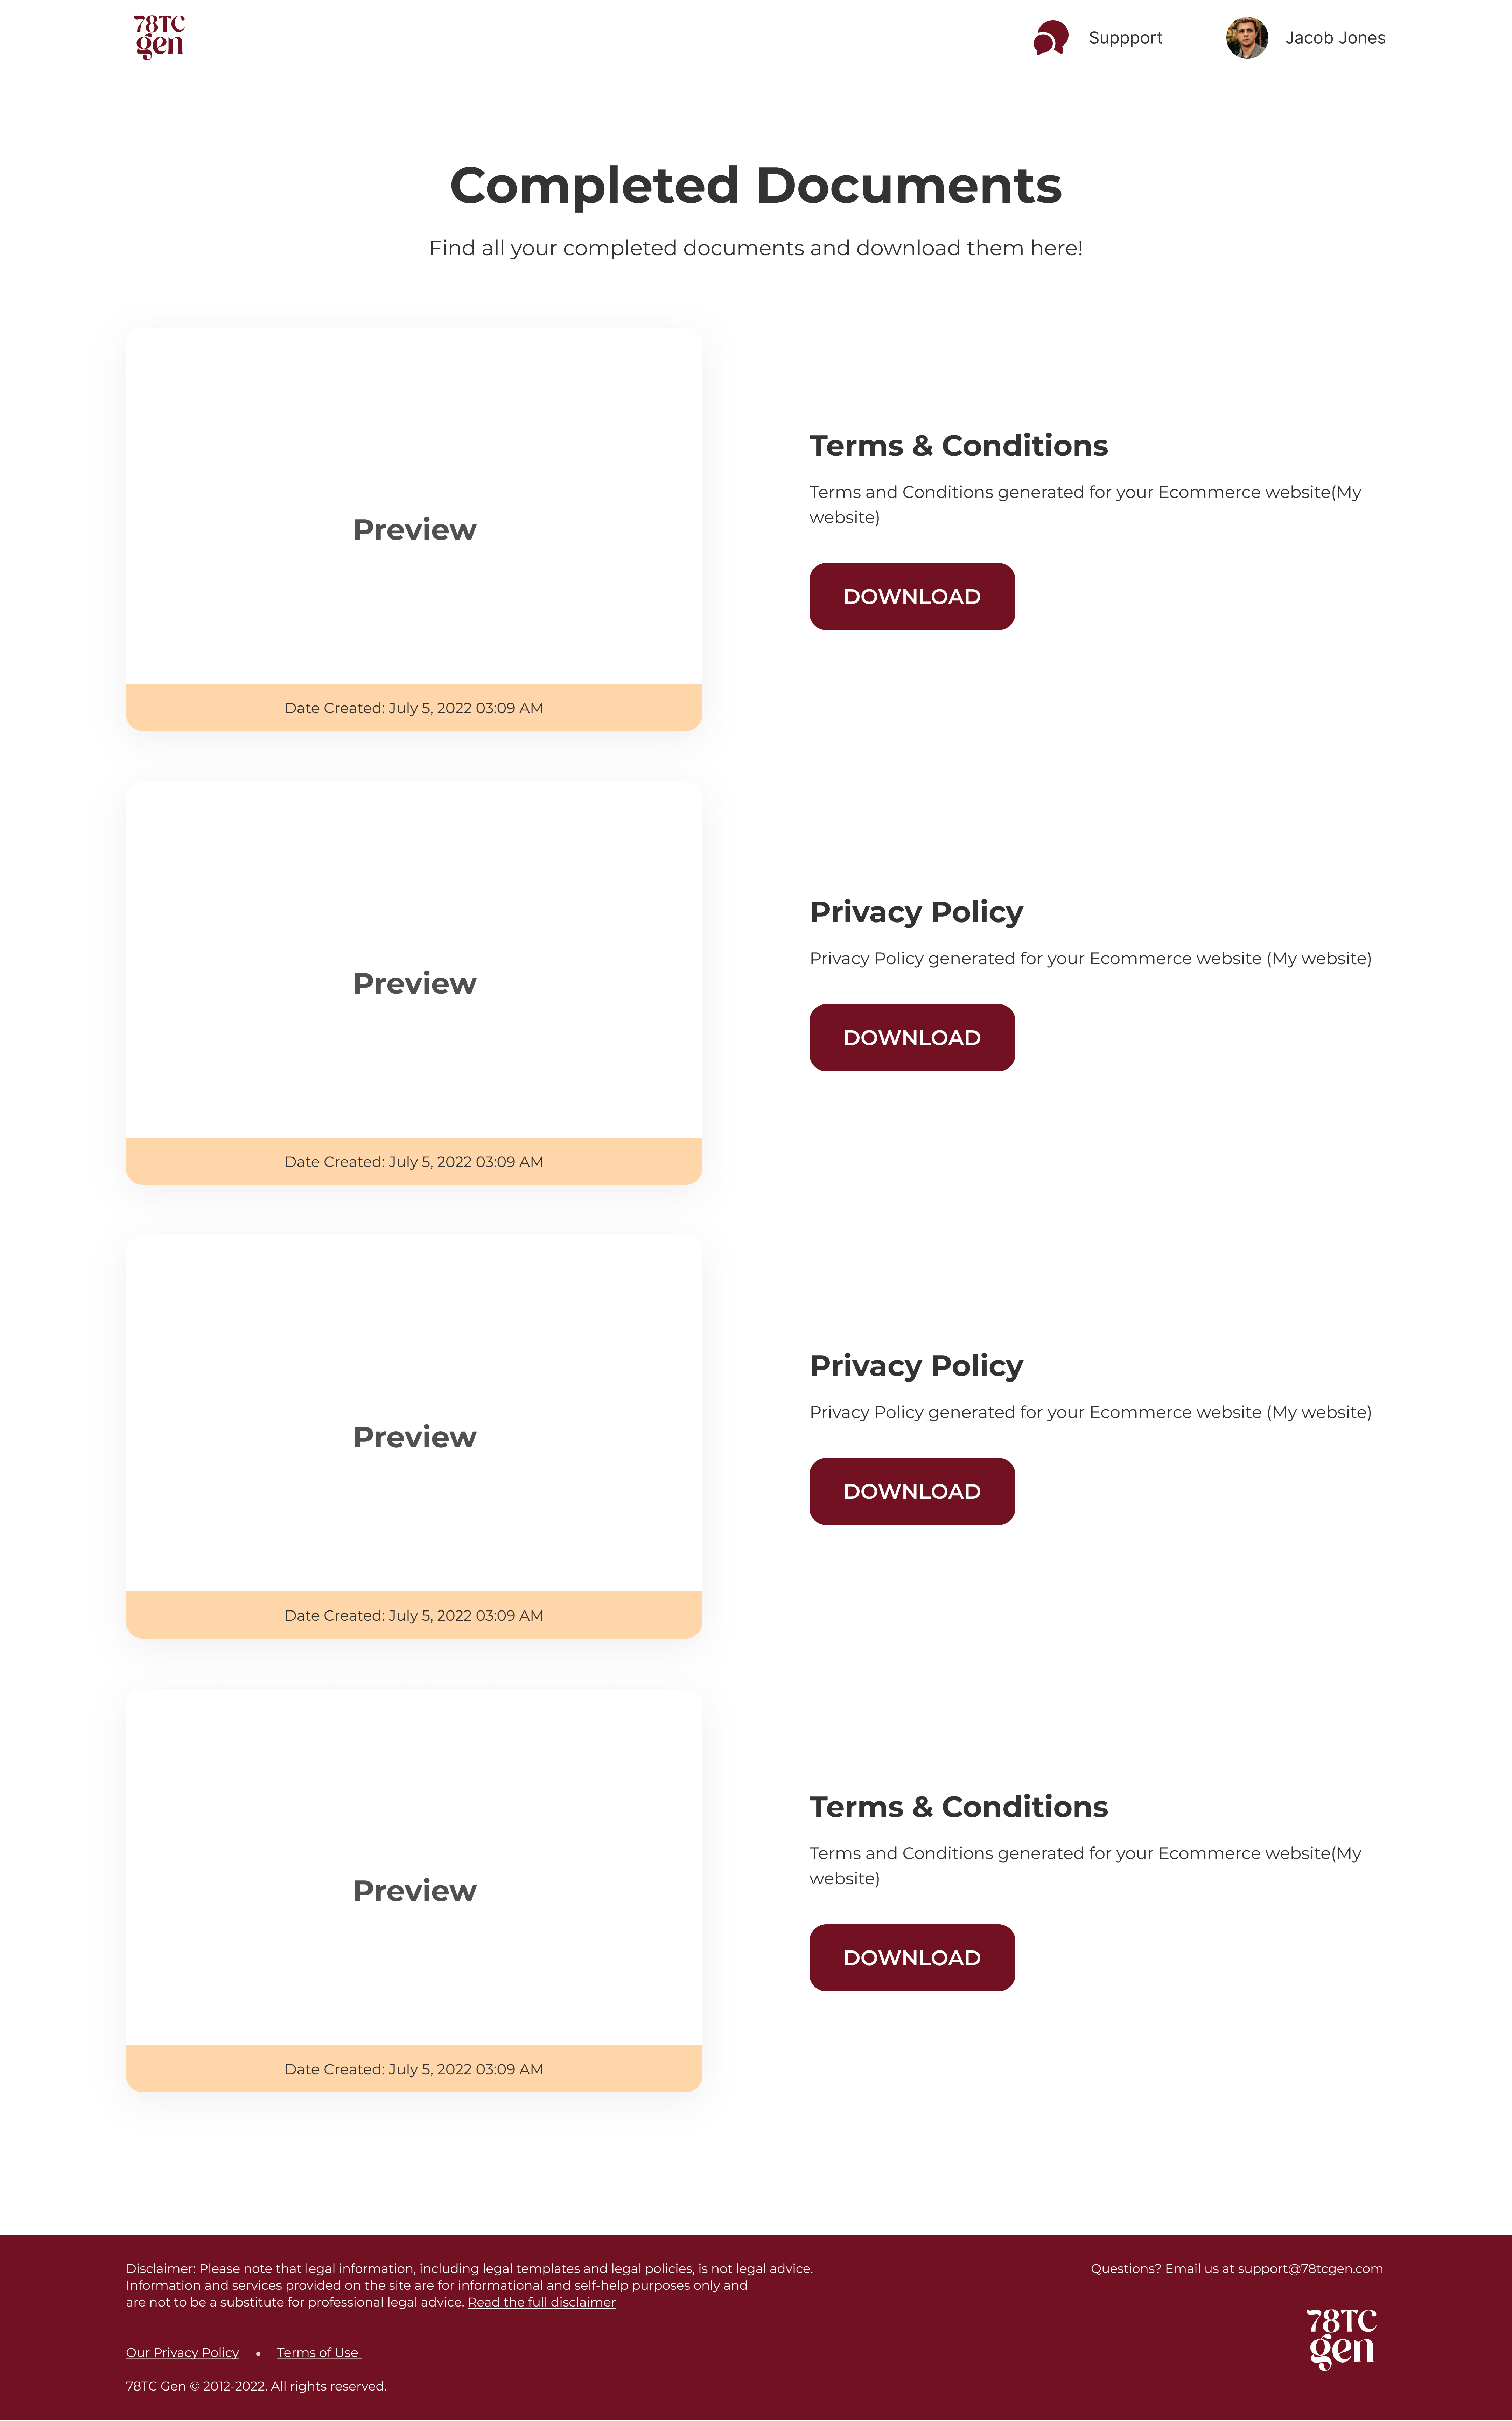 78TC
gen
Suppport
Jacob Jones
Completed Documents
Find all your completed documents and download them here!
Preview
Date Created: July 5, 2022 03:09 AM
Terms & Conditions
Terms and Conditions generated for your Ecommerce website(My
website)
DOWNLOAD
Preview
Date Created: July 5, 2022 03:09 AM
Privacy Policy
Privacy Policy generated for your Ecommerce website (My website)
DOWNLOAD
Preview
Date Created: July 5, 2022 03:09 AM
Privacy Policy
Privacy Policy generated for your Ecommerce website (My website)
DOWNLOAD
Preview
Date Created: July 5, 2022 03:09 AM
Terms & Conditions
Terms and Conditions generated for your Ecommerce website(My
website)
DOWNLOAD
Disclaimer: Please note that legal information, including legal templates and legal policies, is not legal advice.
Information and services provided on the site are for informational and self-help purposes only and
are not to be a substitute for professional legal advice. Read the full disclaimer
Our Privacy Policy • Terms of Use
78TC Gen © 2012-2022. All rights reserved.
Questions? Email us at support@78tcgen.com
78TC
gen